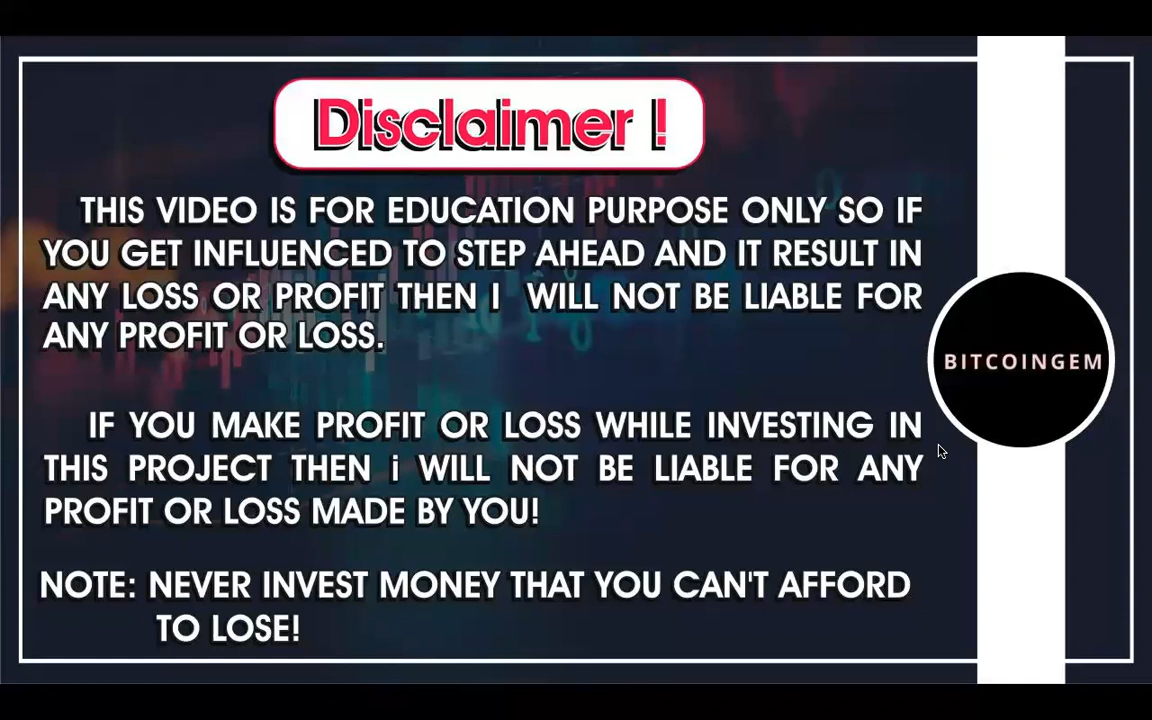 Disclaimer !
THIS VIDEO IS FOR EDUCATION PURPOSE ONLY SO IF
YOU GET INFLUENCED TO STEP AHEAD AND IT RESULT IN
ANY LOSS OR PROFIT THEN I WILL NOT BE LIABLE FOR
ANY PROFIT OR LOSS.
IF YOU MAKE PROFIT OR LOSS WHILE INVESTING IN
THIS PROJECT THEN i WILL NOT BE LIABLE FOR ANY
PROFIT OR LOSS MADE BY YOU!
NOTE: NEVER INVEST MONEY THAT YOU CAN'T AFFORD
TO LOSE!
BITCOINGEM